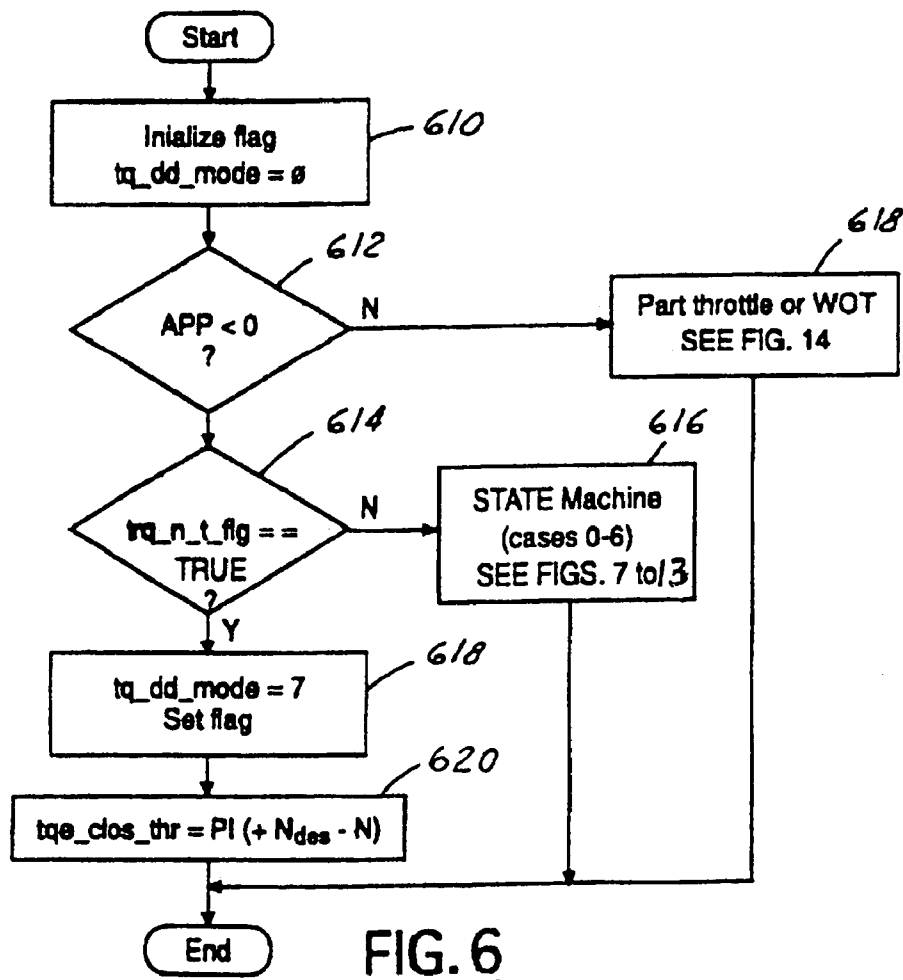 Start
Inialize flag
tq_dd_mode = ø
610
612
APP < 0
?
N
618
Part throttle or WOT
SEE FIG. 14
614
trq_n_t_flg ==
TRUE
?
N
616
STATE Machine
(cases 0-6)
SEE FIGS. 7 to 13
Y
618
tq_dd_mode = 7
Set flag
620
tqe_clos_thr = PI (+ Ndes - N)
End
FIG. 6